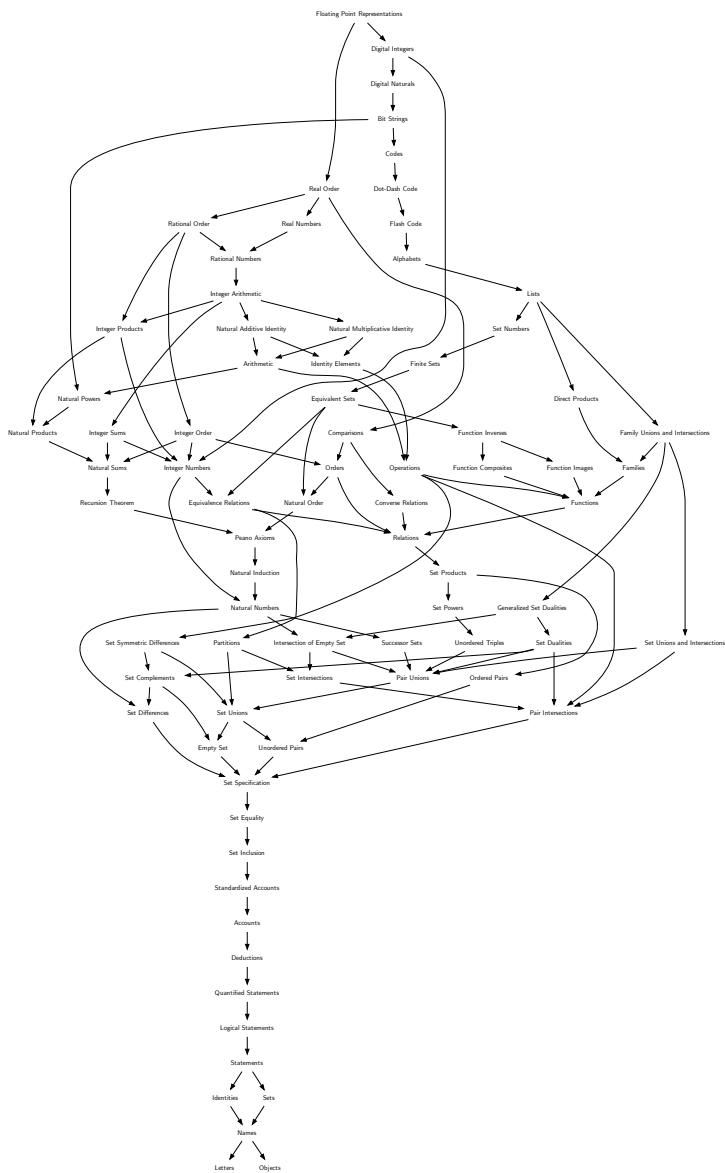 Floating Point Representations
Digital Integers
Digital Naturals
Bit Strings
Codes
Real Order
Dot-Dash Code
Rational Order
Real Numbers
Flash Code
Rational Numbers
Alphabets
Integer Arithmetic
Lists
Integer Products
Natural Additive Identity
Natural Multiplicative Identity
Set Numbers
Arithmetic
Identity Elements
Finite Sets
Natural Powers
Equivalent Sets
Direct Products
Natural Products
Integer Sums
Integer Order
Comparisons
Function Inverses
Family Unions and Intersections
Natural Sums
Integer Numbers
Orders
Operations
Function Composites
Function Images
Families
Recursion Theorem
Equivalence Relations
Natural Order
Converse Relations
Functions
Peano Axioms
Relations
Natural Induction
Set Products
Natural Numbers
Set Powers
Generalized Set Dualities
Set Symmetric Differences
Partitions
Intersection of Empty Set
Successor Sets
Unordered Triples
Set Dualities
Set Unions and Intersections
Set Complements
Set Intersections
Pair Unions
Ordered Pairs
Set Differences
Set Unions
Pair Intersections
Empty Set
Unordered Pairs
Set Specification
Set Equality
Set Inclusion
Standardized Accounts
Accounts
Deductions
Quantified Statements
Logical Statements
Statements
Identities
Sets
Names
Letters
Objects